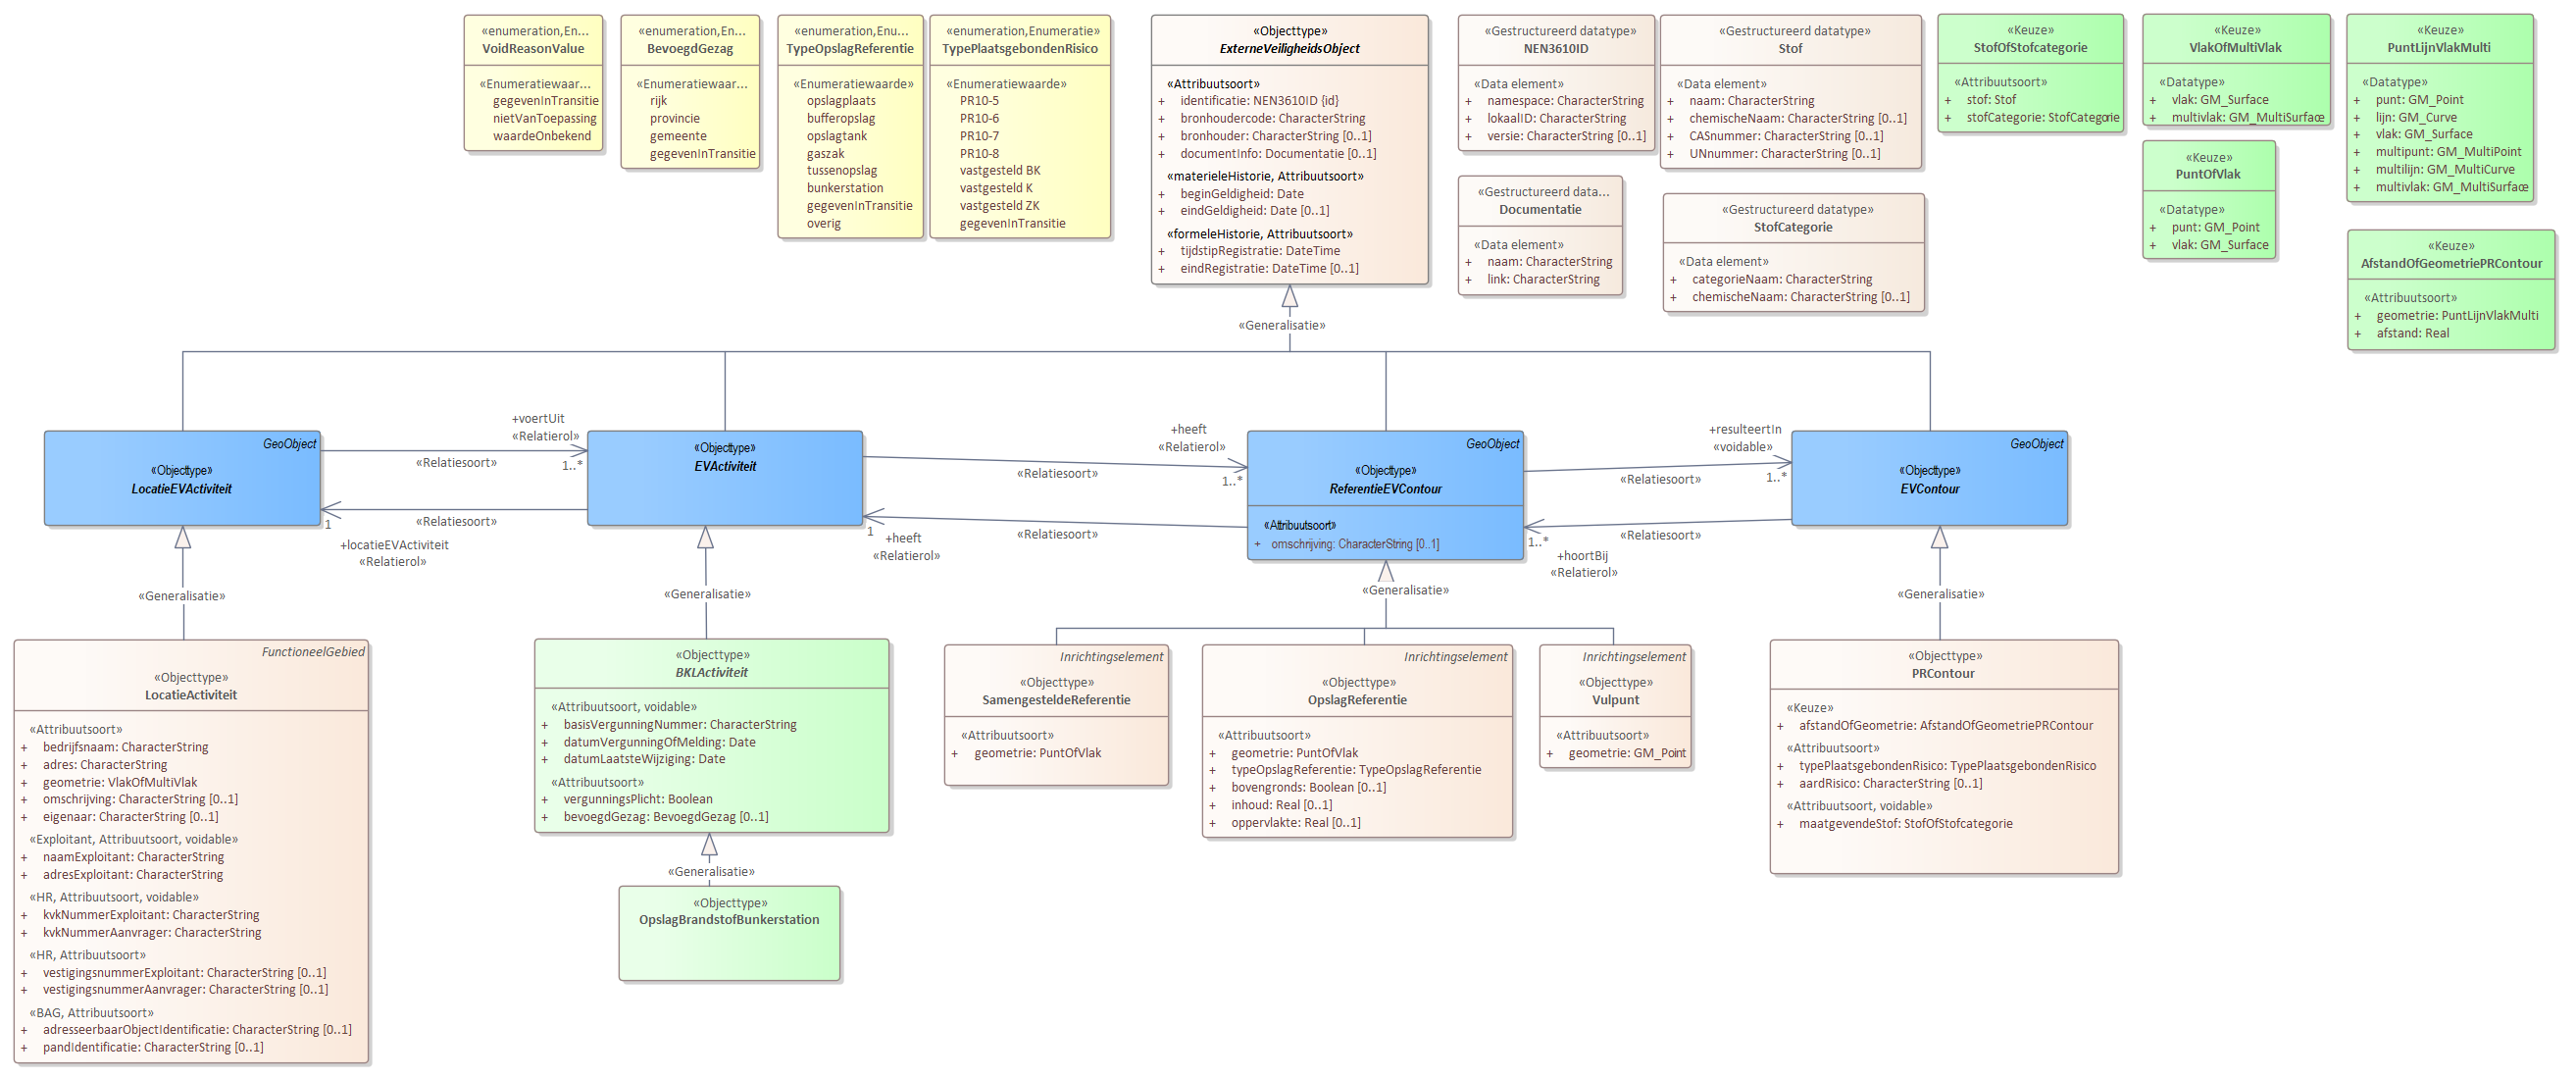 «enumeration,En...
VoidReasonValue
«Enumeratiewaar...
gegevenInTransitie
nietVanToepassing
waardeOnbekend
«enumeration,En...
BevoegdGezag
«Enumeratiewaar...
rijk
provincie
gemeente
gegevenInTransitie
«enumeration,Enu...
TypeOpslagReferentie
«Enumeratiewaarde»
opslagplaats
bufferopslag
opslagtank
gaszak
tussenopslag
bunkerstation
gegevenInTransitie
overig
«enumeration,Enumeratie»
TypePlaatsgebondenRisico
«Enumeratiewaarde»
PR10-5
PR10-6
PR10-7
PR10-8
vastgesteld BK
vastgesteld K
vastgesteld ZK
gegevenInTransitie
«Objecttype»
ExterneVeiligheidsObject
«Attribuutsoort»
+ identificatie: NEN3610ID {id}
+ bronhoudercode: CharacterString
+ bronhouder: CharacterString [0..1]
+ documentInfo: Documentatie [0..1]
«materieleHistorie, Attribuutsoort»
+ beginGeldigheid: Date
+ eindGeldigheid: Date [0..1]
«formeleHistorie, Attribuutsoort»
+ tijdstipRegistratie: DateTime
+ eindRegistratie: DateTime [0..1]
«Gestructureerd datatype»
NEN3610ID
«Data element»
+ namespace: CharacterString
+ lokaalID: CharacterString
+ versie: CharacterString [0..1]
«Gestructureerd datatype»
Stof
«Data element»
+ naam: CharacterString
+ chemischeNaam: CharacterString [0..1]
+ CASnummer: CharacterString [0..1]
+ UNnummer: CharacterString [0..1]
«Gestructureerd data...
Documentatie
«Data element»
+ naam: CharacterString
+ link: CharacterString
«Gestructureerd datatype»
StofCategorie
«Data element»
+ categorieNaam: CharacterString
+ chemischeNaam: CharacterString [0..1]
«Keuze»
StofOfStofcategorie
«Attribuutsoort»
+ stof: Stof
+ stofCategorie: StofCategorie
«Keuze»
VlakOfMultiVlak
«Datatype»
+ vlak: GM_Surface
+ multivlak: GM_MultiSurface
«Keuze»
PuntOfVlak
«Datatype»
+ punt: GM_Point
+ vlak: GM_Surface
«Keuze»
PuntLijnVlakMulti
«Datatype»
+ punt: GM_Point
+ lijn: GM_Curve
+ vlak: GM_Surface
+ multipunt: GM_MultiPoint
+ multilijn: GM_MultiCurve
+ multivlak: GM_MultiSurface
«Keuze»
AfstandOfGeometriePRContour
«Attribuutsoort»
+ geometrie: PuntLijnVlakMulti
+ afstand: Real
«Generalisatie»
GeoObject
«Objecttype»
LocatieEVActiviteit
+voertUit
«Relatierol»
«Relatiesoort»
1..*
«Relatiesoort»
1
+locatieEVActiviteit
«Relatierol»
«Objecttype»
EVActiviteit
+heeft
«Relatierol»
«Relatiesoort»
1..*
«Relatiesoort»
1
+heeft
«Relatierol»
GeoObject
«Objecttype»
ReferentieEVContour
«Attribuutsoort»
+ omschrijving: CharacterString [0..1]
+resulteertIn
«voidable»
«Relatiesoort»
1..*
«Relatiesoort»
1..*
+hoortBij
«Relatierol»
GeoObject
«Objecttype»
EVContour
«Generalisatie»
«Generalisatie»
«Generalisatie»
«Generalisatie»
FunctioneelGebied
«Objecttype»
LocatieActiviteit
«Attribuutsoort»
+ bedrijfsnaam: CharacterString
+ adres: CharacterString
+ geometrie: VlakOfMultiVlak
+ omschrijving: CharacterString [0..1]
+ eigenaar: CharacterString [0..1]
«Exploitant, Attribuutsoort, voidable»
+ naamExploitant: CharacterString
+ adresExploitant: CharacterString
«HR, Attribuutsoort, voidable»
+ kvkNummerExploitant: CharacterString
+ kvkNummerAanvrager: CharacterString
«HR, Attribuutsoort»
+ vestigingsnummerExploitant: CharacterString [0..1]
+ vestigingsnummerAanvrager: CharacterString [0..1]
«BAG, Attribuutsoort»
+ adresseerbaarObjectIdentificatie: CharacterString [0..1]
+ pandIdentificatie: CharacterString [0..1]
«Objecttype»
BKLActiviteit
«Attribuutsoort, voidable»
+ basisVergunningNummer: CharacterString
+ datumVergunningOfMelding: Date
+ datumLaatsteWijziging: Date
«Attribuutsoort»
+ vergunningsPlicht: Boolean
+ bevoegdGezag: BevoegdGezag [0..1]
«Generalisatie»
«Objecttype»
OpslagBrandstofBunkerstation
Inrichtingselement
«Objecttype»
SamengesteldeReferentie
«Attribuutsoort»
+ geometrie: PuntOfVlak
Inrichtingselement
«Objecttype»
OpslagReferentie
«Attribuutsoort»
+ geometrie: PuntOfVlak
+ typeOpslagReferentie: TypeOpslagReferentie
+ bovengronds: Boolean [0..1]
+ inhoud: Real [0..1]
+ oppervlakte: Real [0..1]
Inrichtingselement
«Objecttype»
Vulpunt
«Attribuutsoort»
+ geometrie: GM_Point
«Objecttype»
PRContour
«Keuze»
+ afstandOfGeometrie: AfstandOfGeometriePRContour
«Attribuutsoort»
+ typePlaatsgebondenRisico: TypePlaatsgebondenRisico
+ aardRisico: CharacterString [0..1]
«Attribuutsoort, voidable»
+ maatgevendeStof: StofOfStofcategorie